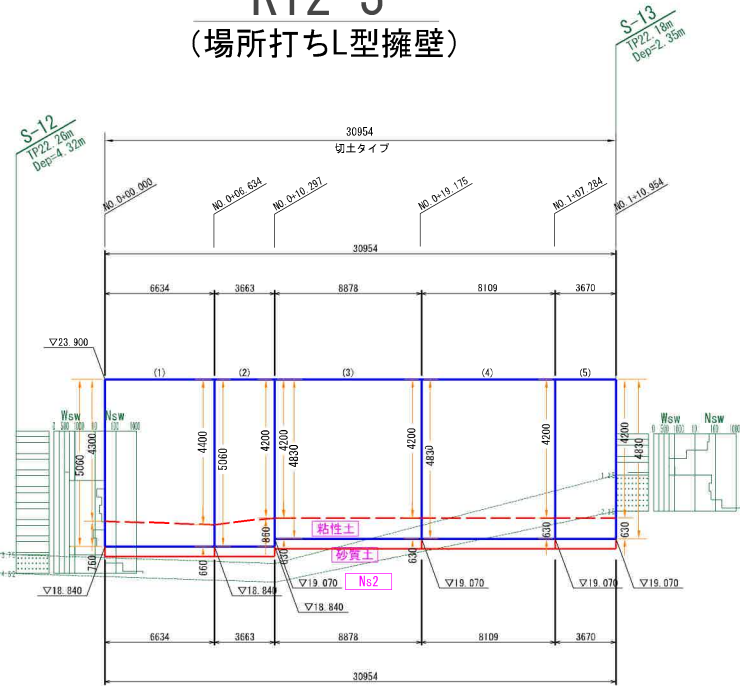 (場所打ちL型擁壁)
S-13
TP22.18m
Dep=2.35m
S-12
TP22.26m
Dep=4.32m
30954
切土タイプ
NO.0+00.000
NO.0+06.634
NO.0+10.297
NO.0+19.175
NO.1+07.284
NO.1+10.954
30954
6634
3663
8878
8109
3670
▽23.900
(1)
(2)
(3)
(4)
(5)
Wsw
Nsw
Wsw
Nsw
5060
4300
4400
5060
4200
4200
4830
4200
4830
4200
4200
4830
粘性土
砂質土
Ns2
760
660
860
630
630
630
630
▽18.840
▽18.840
▽19.070
▽18.840
▽19.070
▽19.070
▽19.070
6634
3663
8878
8109
3670
30954